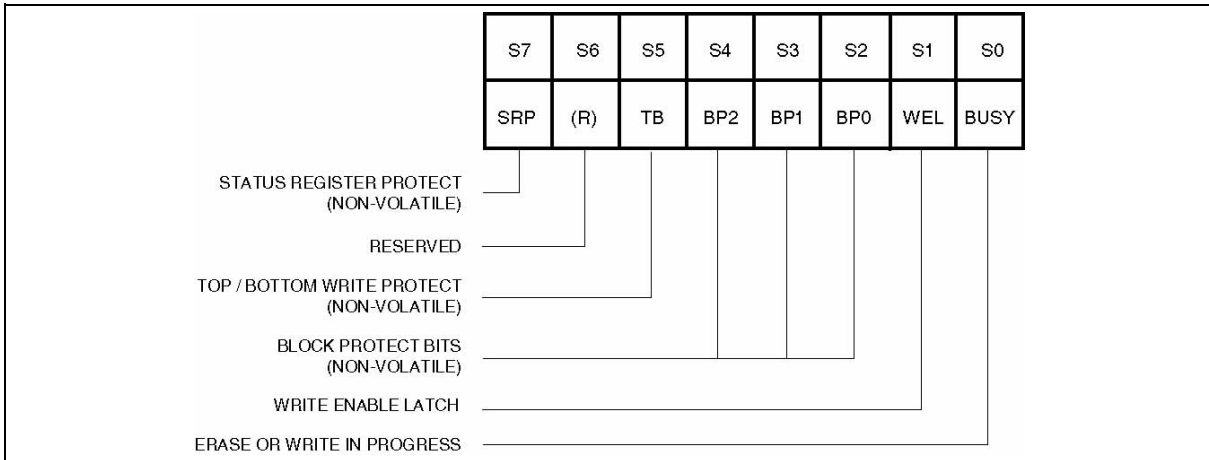 S7 S6 S5 S4 S3 S2 S1 S0
SRP (R) TB BP2 BP1 BP0 WEL BUSY
STATUS REGISTER PROTECT
(NON-VOLATILE)
RESERVED
TOP / BOTTOM WRITE PROTECT
(NON-VOLATILE)
BLOCK PROTECT BITS
(NON-VOLATILE)
WRITE ENABLE LATCH
ERASE OR WRITE IN PROGRESS